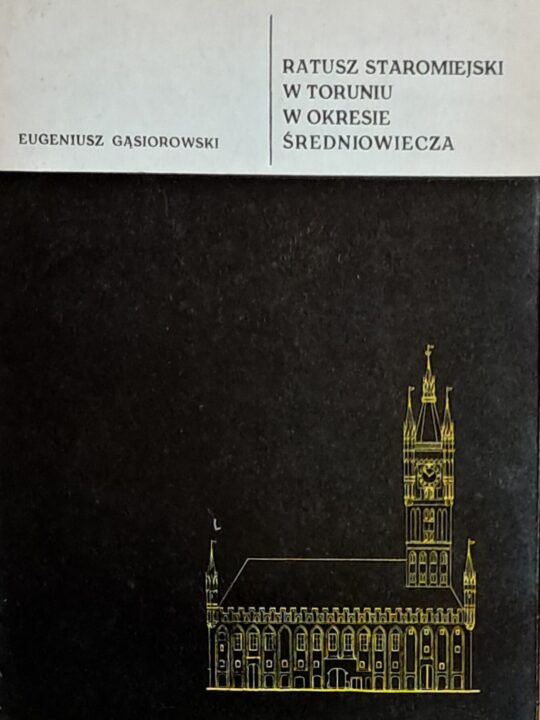 EUGENIUSZ GĄSIOROWSKI
RATUSZ STAROMIEJSKI
W TORUNIU
W OKRESIE
ŚREDNIOWIECZA